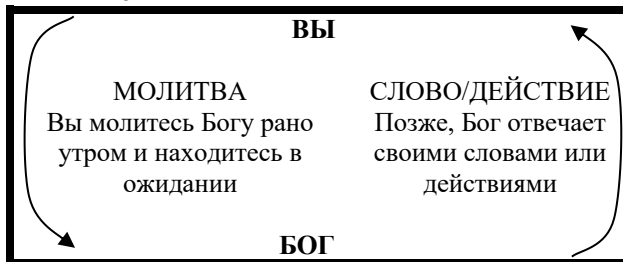 ВЫ
МОЛИТВА
Вы молитесь Богу рано
утром и находитесь в
ожидании
СЛОВО/ДЕЙСТВИЕ
Позже, Бог отвечает
своими словами или
действиями
БОГ